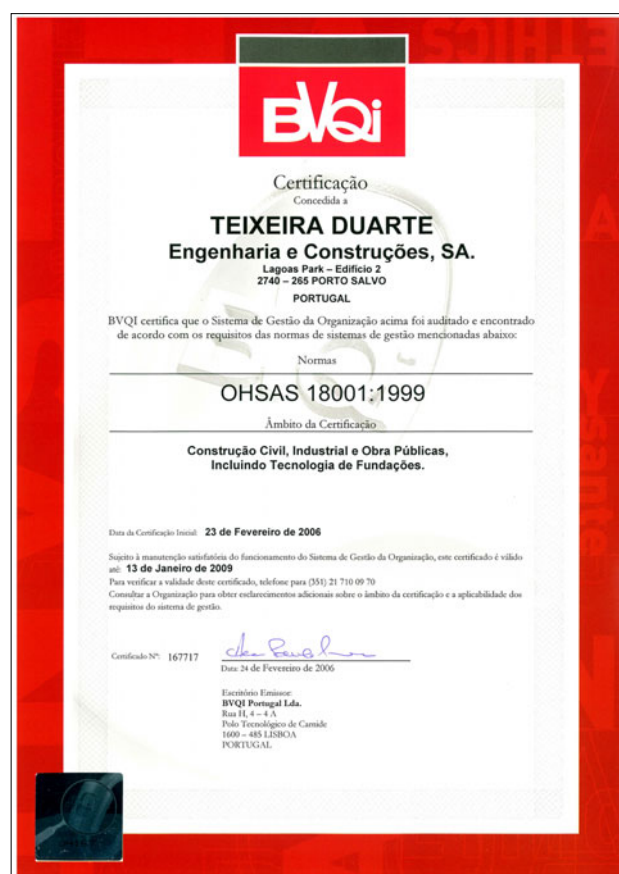 BVQi
Certificação
Concedida a
TEIXEIRA DUARTE
Engenharia e Construções, SA.
Lagoas Park – Edifício 2
2740 – 265 PORTO SALVO
PORTUGAL
BVQI certifica que o Sistema de Gestão da Organização acima foi auditado e encontrado
de acordo com os requisitos das normas de sistemas de gestão mencionadas abaixo:
Normas
OHSAS 18001:1999
Âmbito da Certificação
Construção Civil, Industrial e Obra Públicas,
Incluindo Tecnologia de Fundações.
Data da Certificação Inicial: 23 de Fevereiro de 2006
Sujeito à manutenção satisfatória do funcionamento do Sistema de Gestão da Organização, este certificado é válido
até: 13 de Janeiro de 2009
Para verificar a validade deste certificado, telefone para (351) 21 710 09 70
Consultar a Organização para obter esclarecimentos adicionais sobre o âmbito da certificação e a aplicabilidade dos
requisitos do sistema de gestão.
Certificado Nº: 167717
Data: 24 de Fevereiro de 2006
Escritório Emissor:
BVQI Portugal Lda.
Rua H, 4 – 4 A
Polo Tecnológico de Carnide
1600 – 485 LISBOA
PORTUGAL
ETHICS